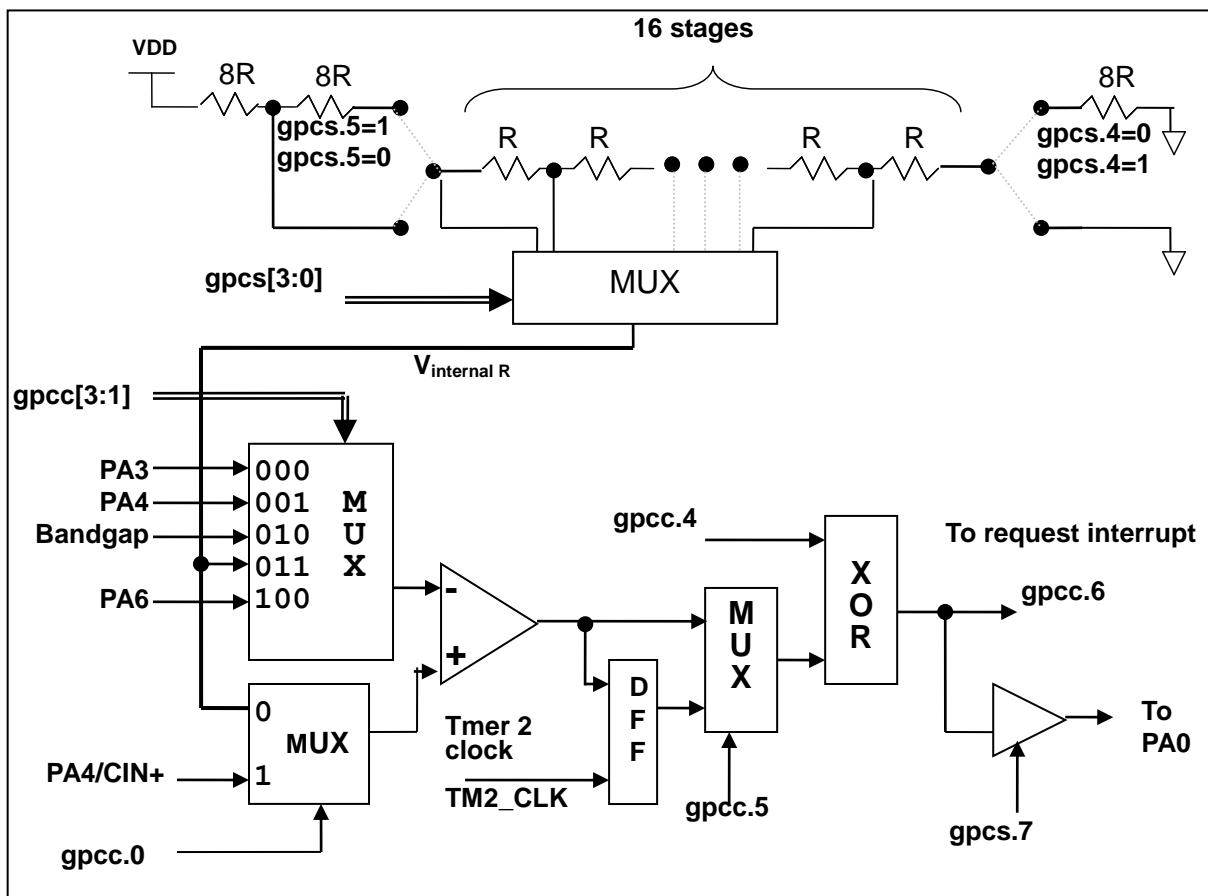 16 stages
VDD
8R
8R
8R
gpcs.5=1
gpcs.5=0
R
R
R
R
gpcs.4=0
gpcs.4=1
gpcs[3:0]
MUX
Vinternal R
gpcc[3:1]
PA3
000
PA4
001
Bandgap
010
011
PA6
100
M
U
X
-
+
gpcc.4
X
O
R
To request interrupt
gpcc.6
M
U
X
D
F
F
0
MUX
1
PA4/CIN+
gpcc.0
Tmer 2
clock
TM2_CLK
gpcc.5
To
PA0
gpcs.7